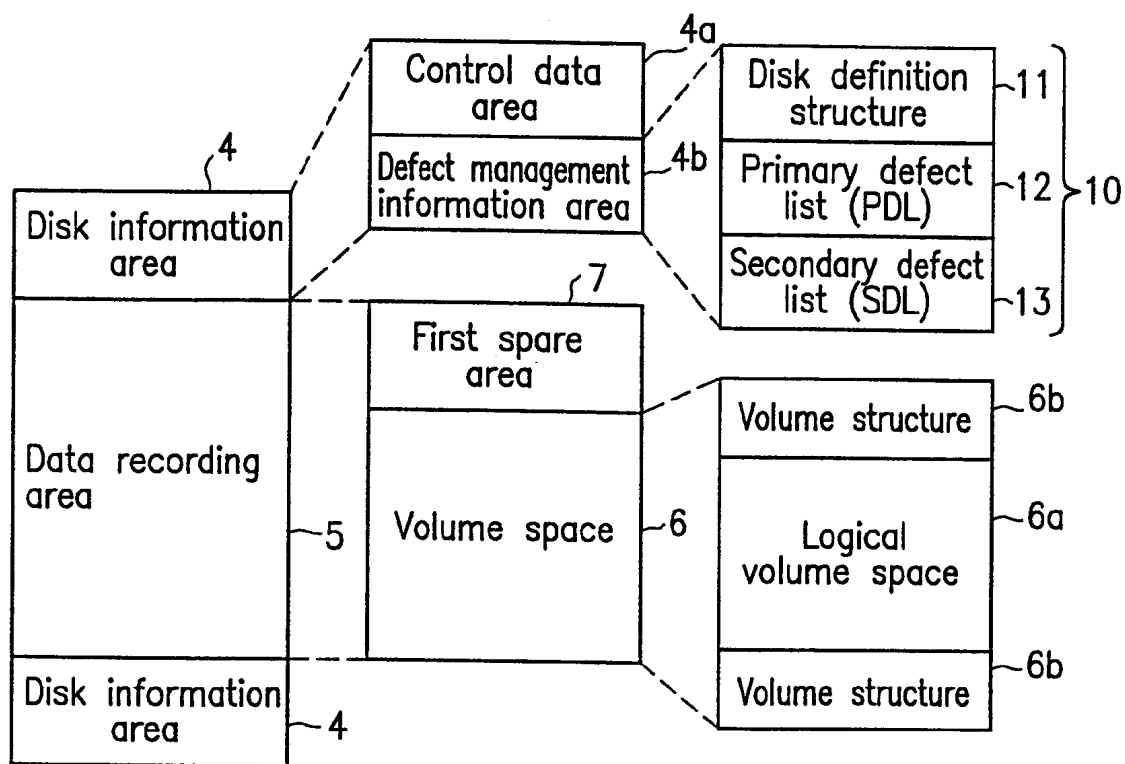 4
Disk information
area
Data recording
area
5
Disk information
area
4
4a
Control data
area
4b
Defect management
information area
7
First spare
area
Volume space
6
Disk definition
structure
11
Primary defect
list (PDL)
12
Secondary defect
list (SDL)
13
10
Volume structure
6b
Logical
volume space
6a
Volume structure
6b